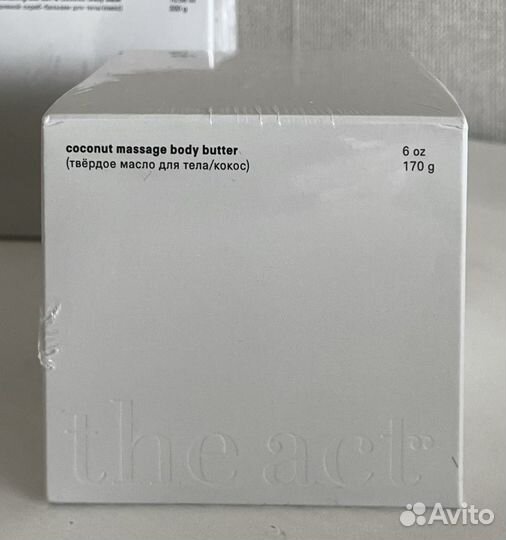 coconut massage body butter
(твёрдое масло для тела/кокос)
6 oz
170 g
the act
Avito